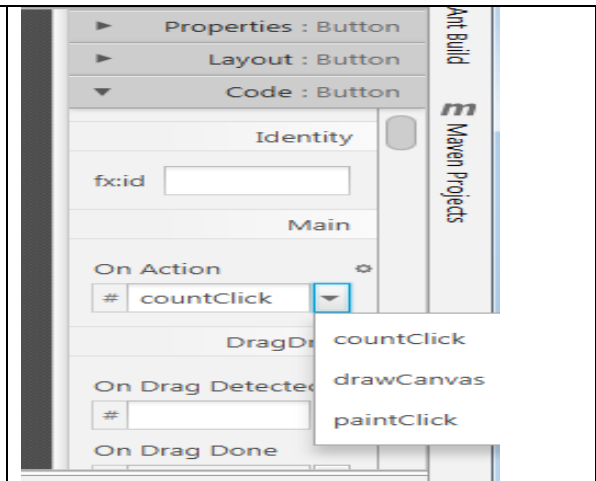 Properties : Button
Layout : Button
Code : Button
Identity
fx:id
Main
On Action
# countClick
countClick
DragDr
drawCanvas
On Drag Detected
#
paintClick
On Drag Done
Ant Build
m Maven Projects